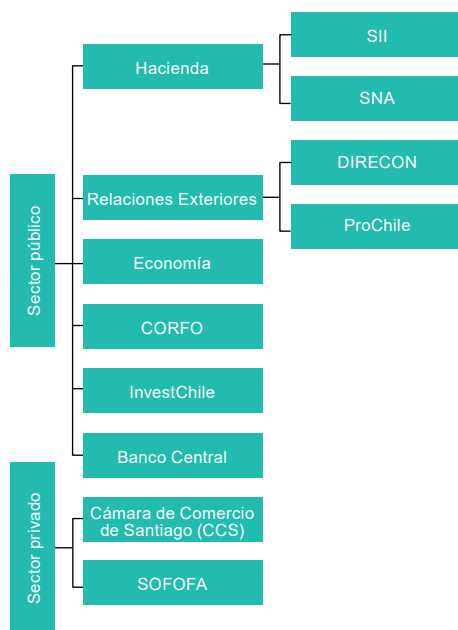 Sector público
Hacienda
SII
SNA
Relaciones Exteriores
DIRECON
ProChile
Economía
CORFO
InvestChile
Banco Central
Sector privado
Cámara de Comercio
de Santiago (CCS)
SOFOFA